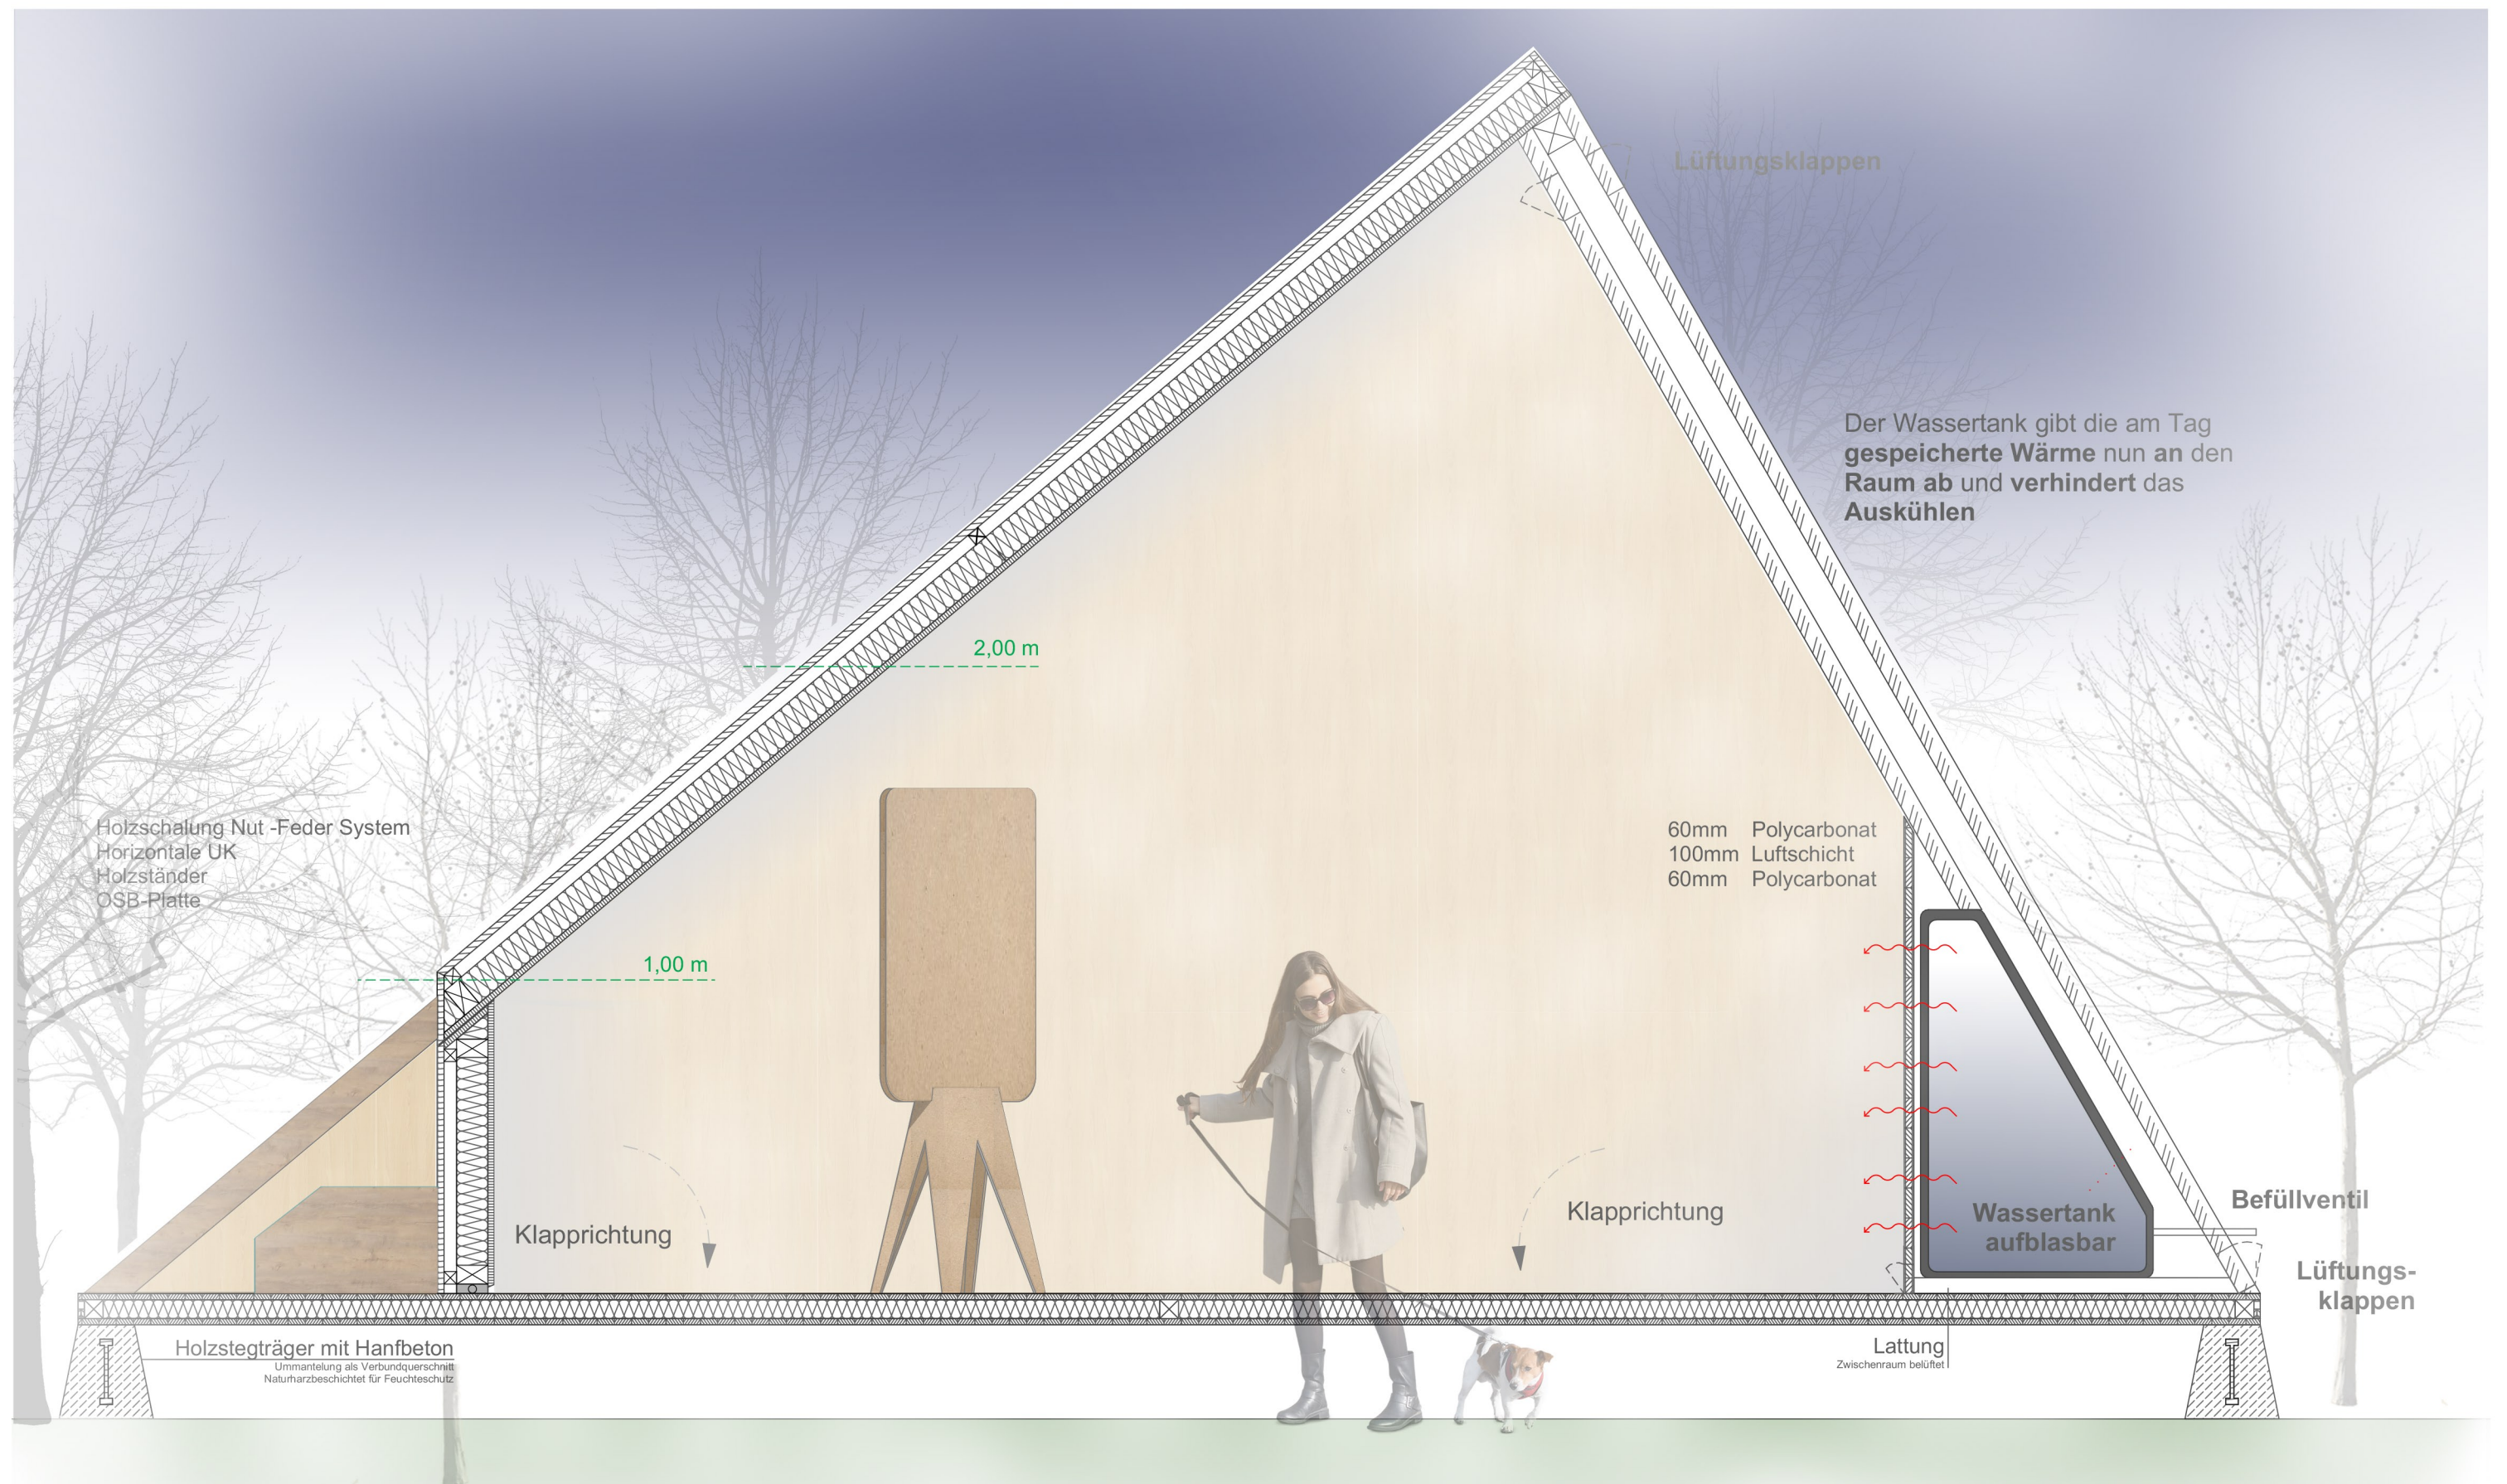 Lüftungsklappen
Der Wassertank gibt die am Tag
gespeicherte Wärme nun an den
Raum ab und verhindert das
Auskühlen
2,00 m
Holzschalung Nut -Feder System
Horizontale UK
Holzständer
OSB-Platte
60mm Polycarbonat
100mm Luftschicht
60mm Polycarbonat
1,00 m
Klapprichtung
Klapprichtung
Wassertank
aufblasbar
Befüllventil
Lüftungs-
klappen
Holzstegträger mit Hanfbeton
Ummantelung als Verbundquerschnitt
Naturharzbeschichtet für Feuchteschutz
Lattung
Zwischenraum belüftet